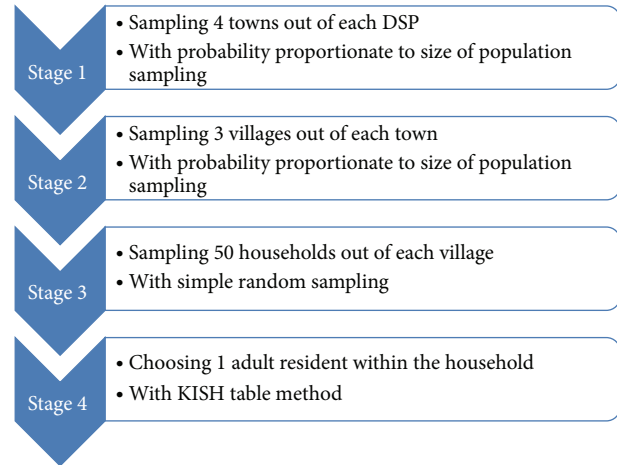 Stage 1
• Sampling 4 towns out of each DSP
• With probability proportionate to size of population
sampling
Stage 2
• Sampling 3 villages out of each town
• With probability proportionate to size of population
sampling
Stage 3
• Sampling 50 households out of each village
• With simple random sampling
Stage 4
• Choosing 1 adult resident within the household
• With KISH table method